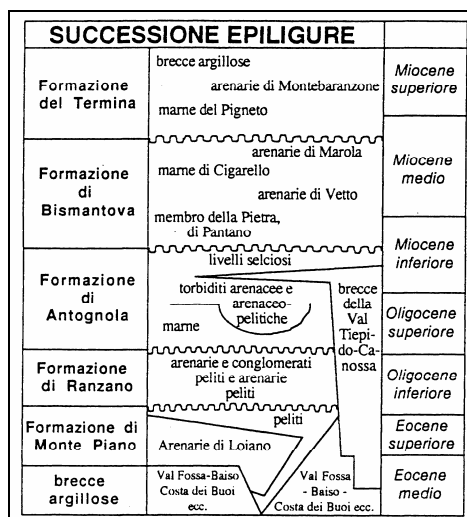 SUCCESSIONE EPILIGURE
Formazione
del Termina
brecce argillose
arenarie di Montebaranzone
marne del Pigneto
Miocene
superiore
Formazione
di
Bismantova
arenarie di Marola
marne di Cigarello
arenarie di Vetto
membro della Pietra,
di Pantano
Miocene
medio
Miocene
inferiore
Formazione
di
Antognola
livelli selciosi
torbiditi arenacee e
arenaceo-
pelitiche
marne
brecce
della
Val
Tiepi-
do-Ca-
nossa
Oligocene
superiore
Formazione
di Ranzano
arenarie e conglomerati
peliti e arenarie
peliti
Oligocene
inferiore
Formazione di
Monte Piano
peliti
Arenarie di Loiano
Eocene
superiore
brecce
argillose
Val Fossa-Baiso
Costa dei Buoi
ecc.
Val Fossa
- Baiso -
Costa dei Buoi ecc.
Eocene
medio